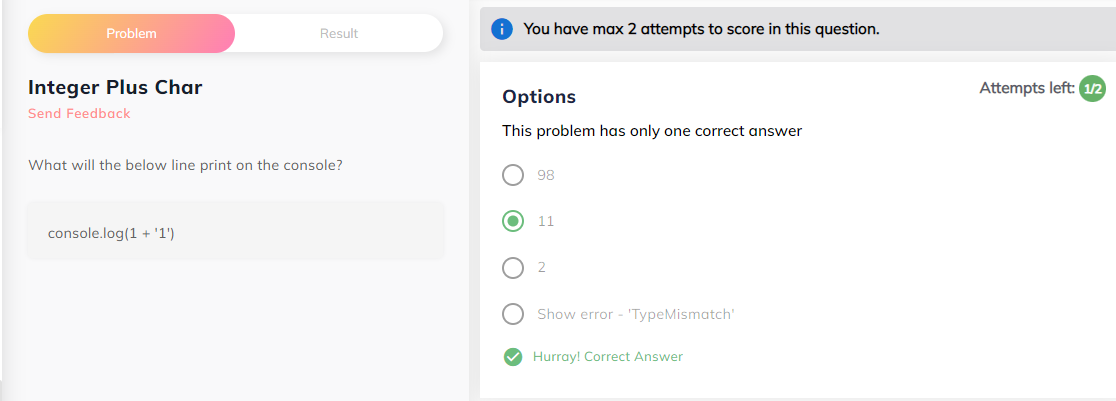 Problem
Result
Integer Plus Char
Send Feedback
What will the below line print on the console?
console.log(1 + '1')
You have max 2 attempts to score in this question.
Attempts left: 1/2
Options
This problem has only one correct answer
98
11
2
Show error - 'TypeMismatch'
Hurray! Correct Answer